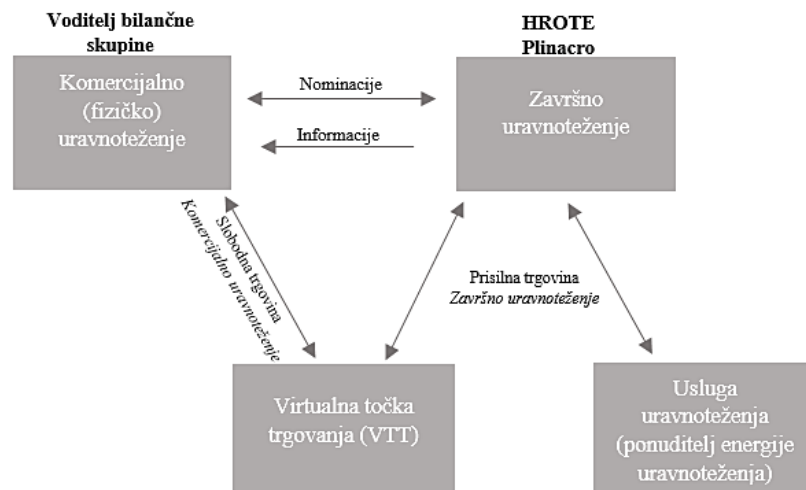 Voditelj bilančne
skupine
HROTE
Plinacro
Komercijalno
(fizičko)
uravnoteženje
Nominacije
Informacije
Završno
uravnoteženje
Slobodna trgovina
Komercijalno uravnoteženje
Prisilna trgovina
Završno uravnoteženje
Virtualna točka
trgovanja (VTT)
Usluga
uravnoteženja
(ponuditelj energije
uravnoteženja)